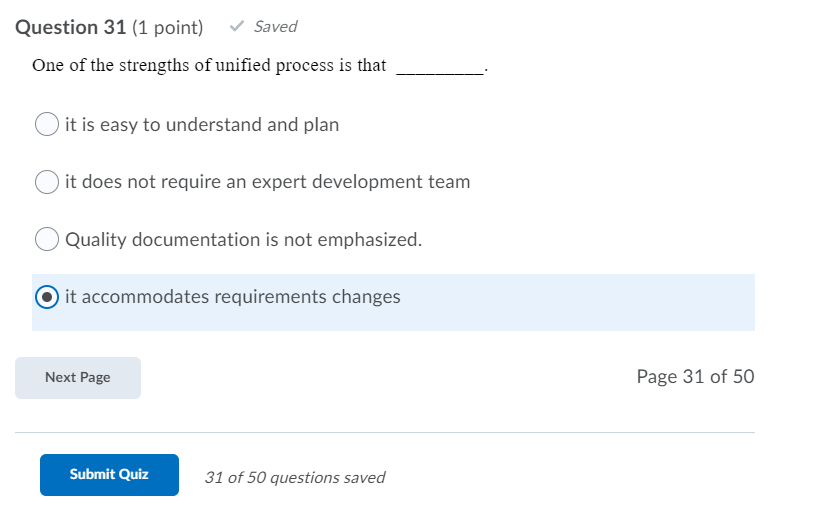 Question 31 (1 point) ✓ Saved
One of the strengths of unified process is that _________.
it is easy to understand and plan
it does not require an expert development team
Quality documentation is not emphasized.
it accommodates requirements changes
Next Page Page 31 of 50
Submit Quiz 31 of 50 questions saved